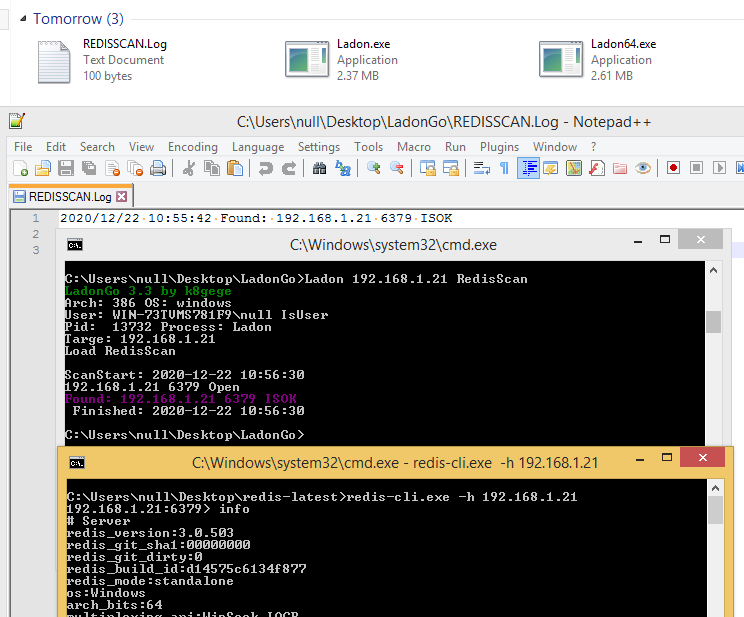 Tomorrow (3)
REDISSCAN.Log
Text Document
100 bytes
Ladon.exe
Application
2.37 MB
Ladon64.exe
Application
2.61 MB
C:\Users\null\Desktop\LadonGo\REDISSCAN.Log - Notepad++
File Edit Search View Encoding Language Settings Tools Macro Run Plugins Window ?
REDISSCAN.Log
1 2020/12/22 10:55:42 Found: 192.168.1.21 6379 ISOK
2
3
C:\Windows\system32\cmd.exe
C:\Users\null\Desktop\LadonGo>Ladon 192.168.1.21 RedisScan
LadonGo 3.3 by k8gege
Arch: 386 OS: windows
User: WIN-73TVMS781F9\null IsUser
Pid: 13732 Process: Ladon
Targe: 192.168.1.21
Load RedisScan
ScanStart: 2020-12-22 10:56:30
192.168.1.21 6379 Open
Found: 192.168.1.21 6379 ISOK
Finished: 2020-12-22 10:56:30
C:\Users\null\Desktop\LadonGo>
C:\Windows\system32\cmd.exe - redis-cli.exe -h 192.168.1.21
C:\Users\null\Desktop\redis-latest>redis-cli.exe -h 192.168.1.21
192.168.1.21:6379> info
# Server
redis_version:3.0.503
redis_git_sha1:00000000
redis_git_dirty:0
redis_build_id:d14575c6134f877
redis_mode:standalone
os:Windows
arch_bits:64